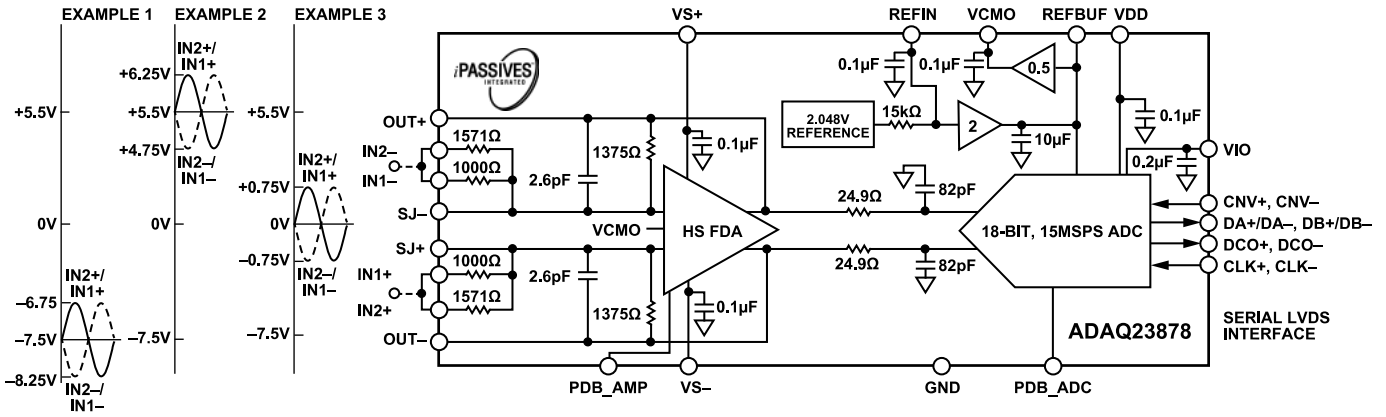 EXAMPLE 1
EXAMPLE 2
EXAMPLE 3
+5.5V
0V
IN2+/
IN1+
–6.75
–7.5V
–8.25V
IN2–/
IN1–
IN2+/
IN1+
+6.25V
+5.5V
+4.75V
IN2–/
IN1–
0V
–7.5V
+5.5V
IN2+/
IN1+
+0.75V
0V
–0.75V
IN2–/
IN1–
–7.5V
iPASSIVES
INTEGRATED
VS+
REFIN
VCMO
REFBUF
VDD
0.1µF
0.1µF
0.5
2.048V
REFERENCE
15kΩ
2
10µF
0.1µF
0.2µF
VIO
OUT+
1571Ω
IN2–
IN1–
1000Ω
SJ–
2.6pF
1375Ω
0.1µF
VCMO
HS FDA
24.9Ω
82pF
18-BIT, 15MSPS ADC
CNV+, CNV–
DA+/DA–, DB+/DB–
DCO+, DCO–
CLK+, CLK–
SJ+
1000Ω
IN1+
IN2+
1571Ω
OUT–
2.6pF
1375Ω
0.1µF
24.9Ω
82pF
ADAQ23878
SERIAL LVDS
INTERFACE
PDB_AMP
VS–
GND
PDB_ADC